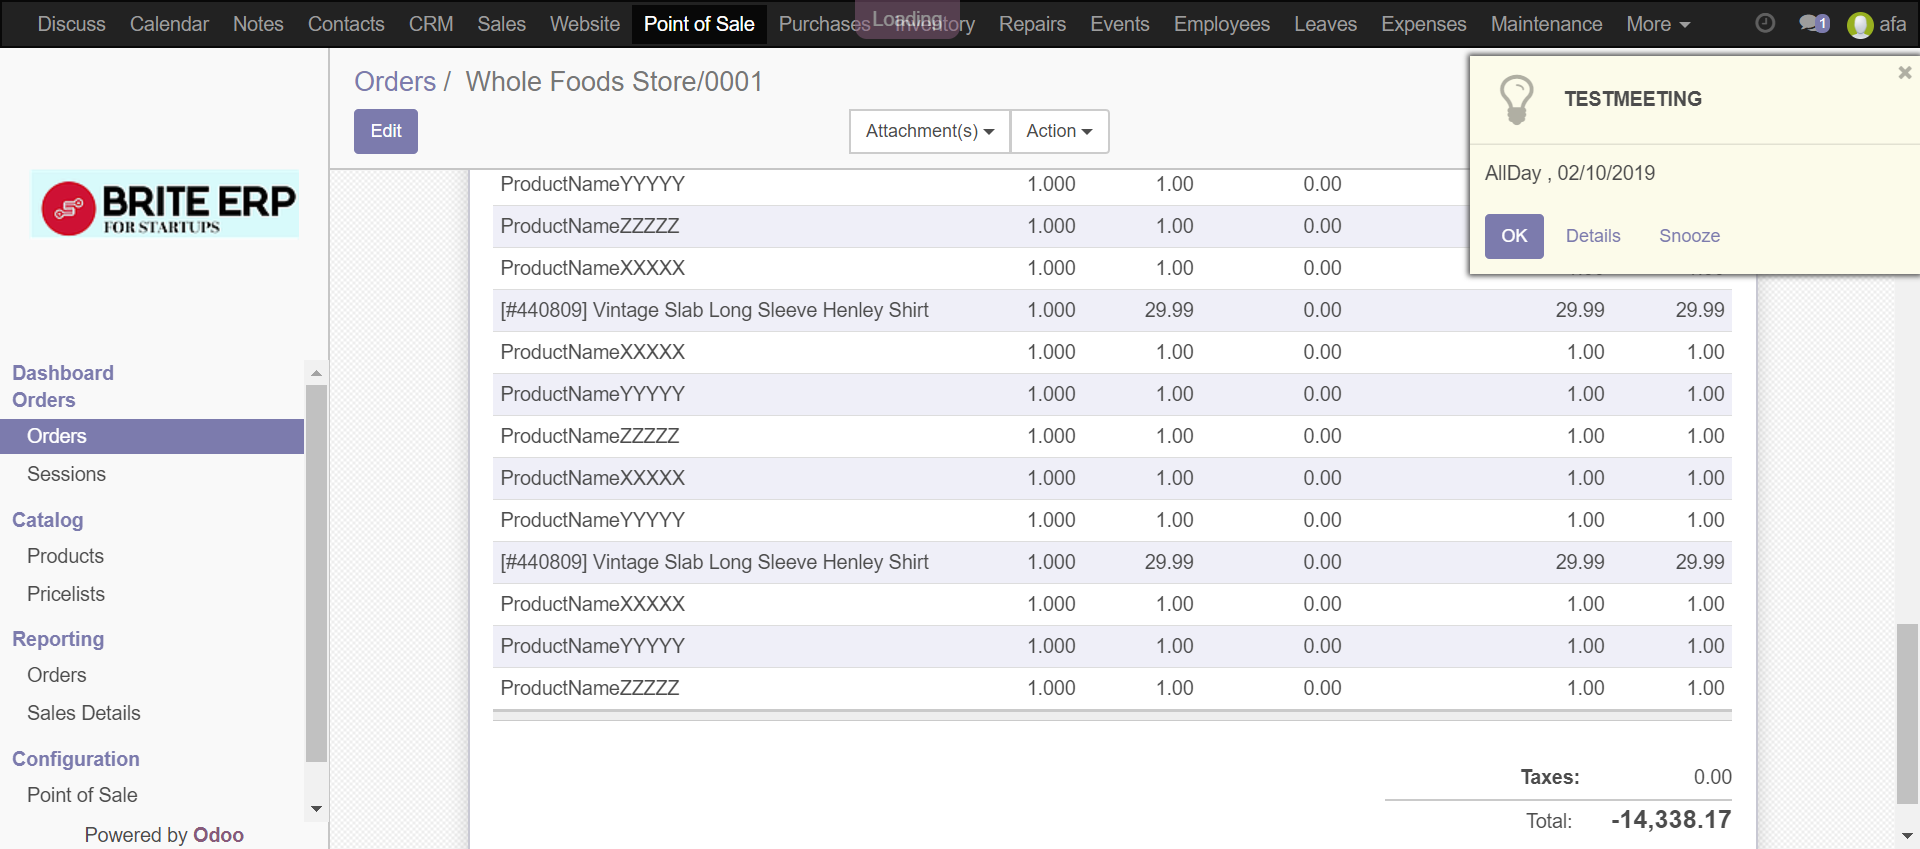 Discuss Calendar Notes Contacts CRM Sales Website Point of Sale Purchases Inventory Repairs Events Employees Leaves Expenses Maintenance More 1 afa
Loading
Orders / Whole Foods Store/0001
Edit Attachment(s) Action
TESTMEETING
AllDay , 02/10/2019
OK Details Snooze
BRITE ERP
FOR STARTUPS
Dashboard
Orders
Orders
Sessions
Catalog
Products
Pricelists
Reporting
Orders
Sales Details
Configuration
Point of Sale
Powered by Odoo
ProductNameYYYYY 1.000 1.00 0.00
ProductNameZZZZZ 1.000 1.00 0.00
ProductNameXXXXX 1.000 1.00 0.00
[#440809] Vintage Slab Long Sleeve Henley Shirt 1.000 29.99 0.00 29.99 29.99
ProductNameXXXXX 1.000 1.00 0.00 1.00 1.00
ProductNameYYYYY 1.000 1.00 0.00 1.00 1.00
ProductNameZZZZZ 1.000 1.00 0.00 1.00 1.00
ProductNameXXXXX 1.000 1.00 0.00 1.00 1.00
ProductNameYYYYY 1.000 1.00 0.00 1.00 1.00
[#440809] Vintage Slab Long Sleeve Henley Shirt 1.000 29.99 0.00 29.99 29.99
ProductNameXXXXX 1.000 1.00 0.00 1.00 1.00
ProductNameYYYYY 1.000 1.00 0.00 1.00 1.00
ProductNameZZZZZ 1.000 1.00 0.00 1.00 1.00
Taxes: 0.00
Total: -14,338.17